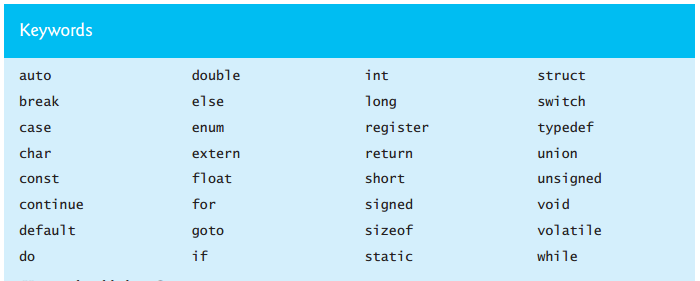 Keywords
auto double int struct
break else long switch
case enum register typedef
char extern return union
const float short unsigned
continue for signed void
default goto sizeof volatile
do if static while